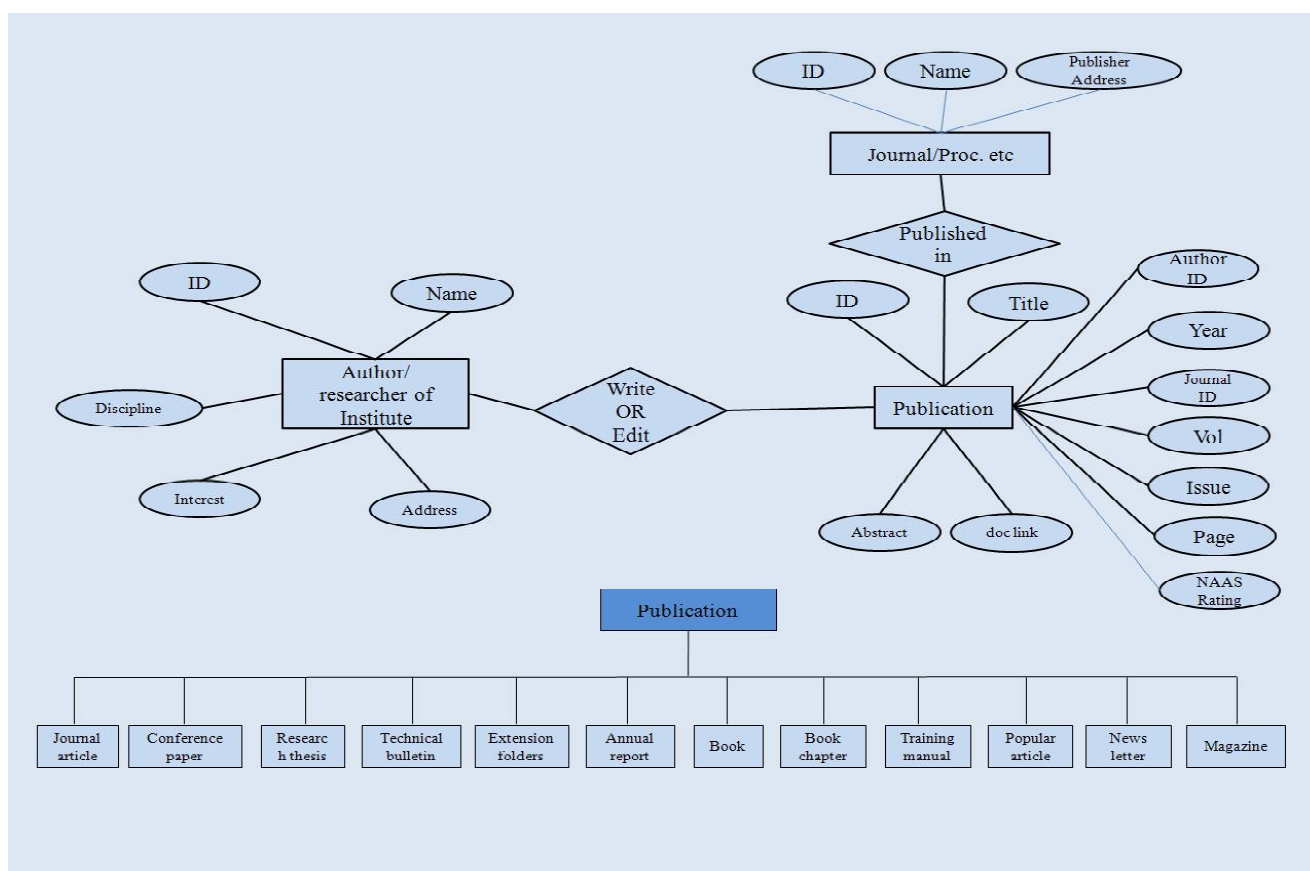 ID
Name
Publisher
Address
Journal/Proc. etc
Published
in
ID
Title
Author
ID
Year
Journal
ID
Vol
Issue
Page
NAAS
Rating
Publication
Abstract
doc link
Write
OR
Edit
ID
Name
Author/
researcher of
Institute
Discipline
Interest
Address
Publication
Journal
article
Conference
paper
Researc
h thesis
Technical
bulletin
Extension
folders
Annual
report
Book
Book
chapter
Training
manual
Popular
article
News
letter
Magazine